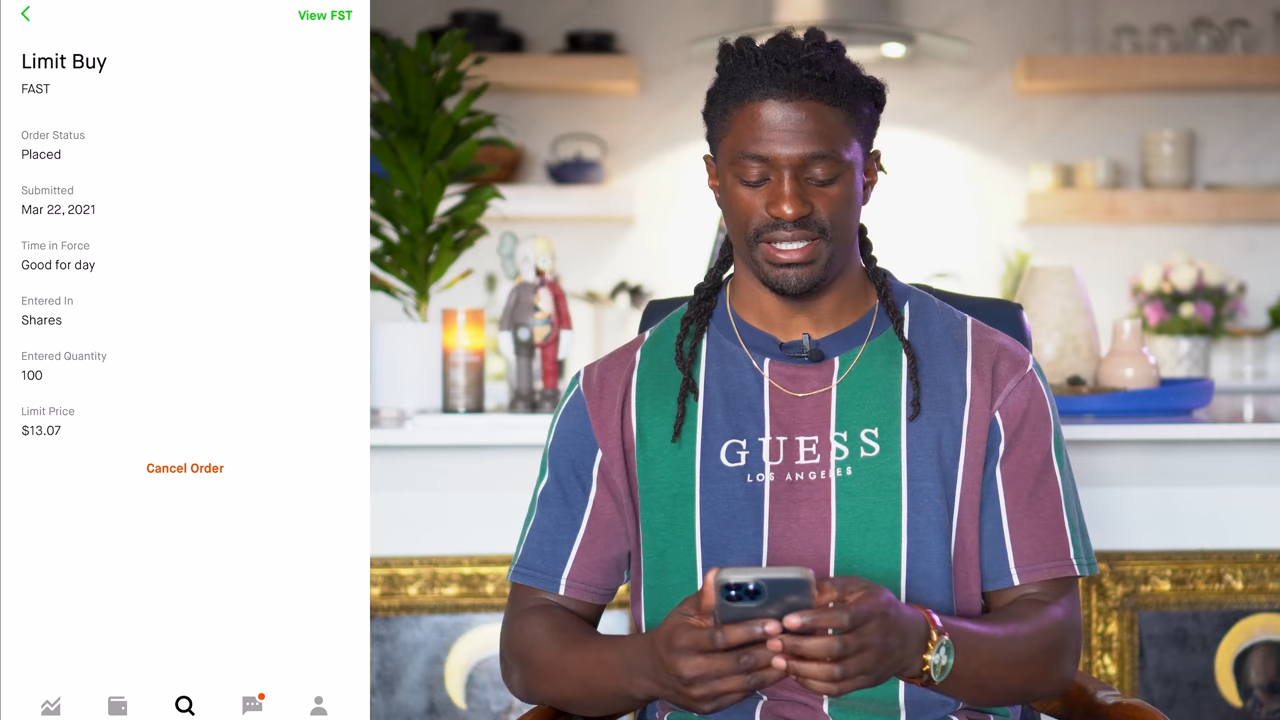 View FST
Limit Buy
FAST
Order Status
Placed
Submitted
Mar 22, 2021
Time in Force
Good for day
Entered In
Shares
Entered Quantity
100
Limit Price
$13.07
Cancel Order
GUESS
LOS ANGELES